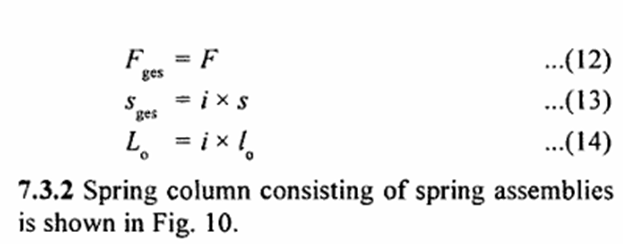 F_ges = F ...(12)
s_ges = i × s ...(13)
L_o = i × l_o ...(14)
7.3.2 Spring column consisting of spring assemblies
is shown in Fig. 10.